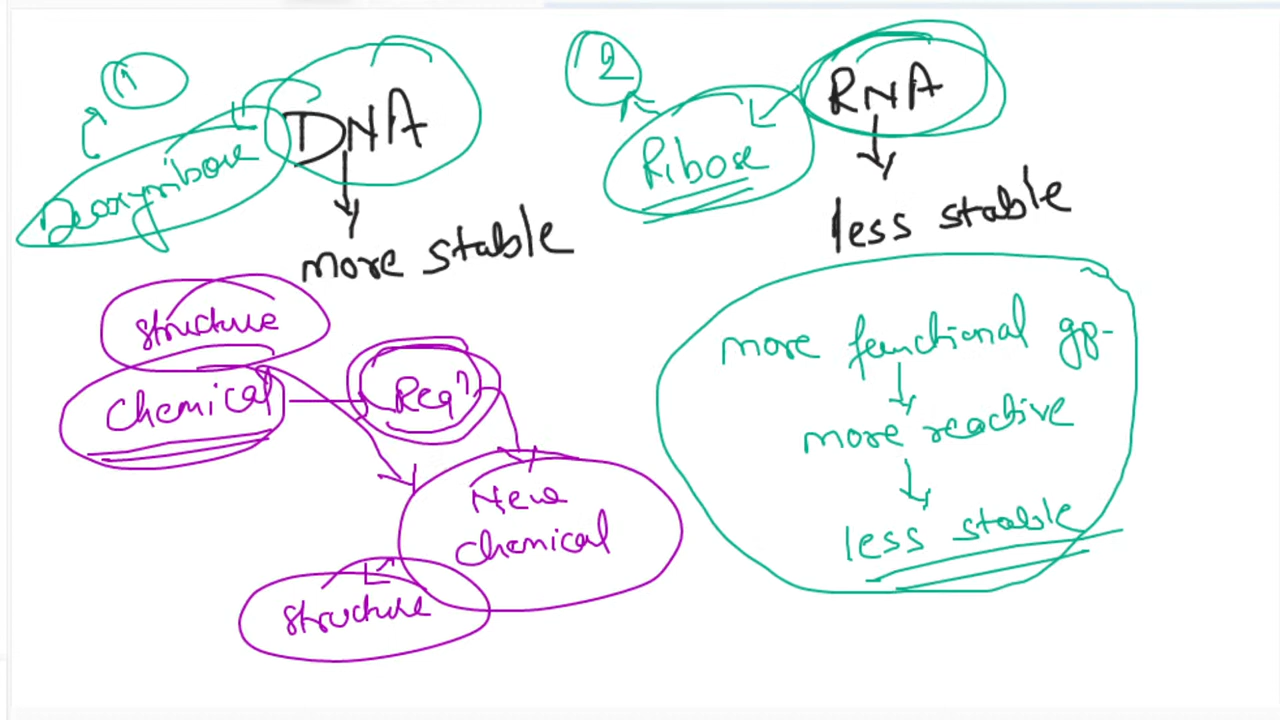 1
DNA
Deoxyribose
more stable
2
RNA
Ribose
less stable
structure
Chemical
Reqⁿ
New
chemical
structure
more functional gp-
more reactive
less stable